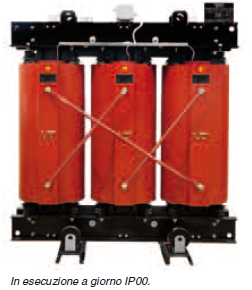 In esecuzione a giorno IP00.